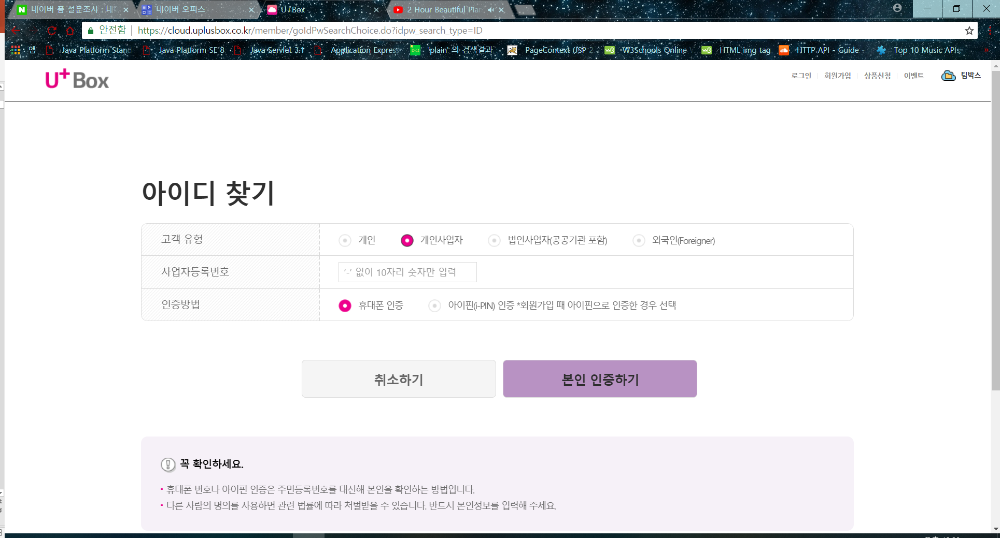 네이버 폼 설문조사 : 네
네이버 오피스
U+Box
2 Hour Beautiful Pian
안전함
https://cloud.uplusbox.co.kr/member/goIdPwSearchChoice.do?idpw_search_type=ID
앱
Java Platform Stand
Java Platform SE 8
Java Servlet 3.1
Application Express
'plain' 의 검색결과
PageContext (JSP 2
W3Schools Online
HTML img tag
HTTP API - Guide
Top 10 Music APIs
U+ Box
로그인
회원가입
상품신청
이벤트
팀박스
아이디 찾기
고객 유형
개인
개인사업자
법인사업자(공공기관 포함)
외국인(Foreigner)
사업자등록번호
‘-’ 없이 10자리 숫자만 입력
인증방법
휴대폰 인증
아이핀(i-PIN) 인증 *회원가입 때 아이핀으로 인증한 경우 선택
취소하기
본인 인증하기
꼭 확인하세요.
휴대폰 번호나 아이핀 인증은 주민등록번호를 대신해 본인을 확인하는 방법입니다.
다른 사람의 명의를 사용하면 관련 법률에 따라 처벌받을 수 있습니다. 반드시 본인정보를 입력해 주세요.